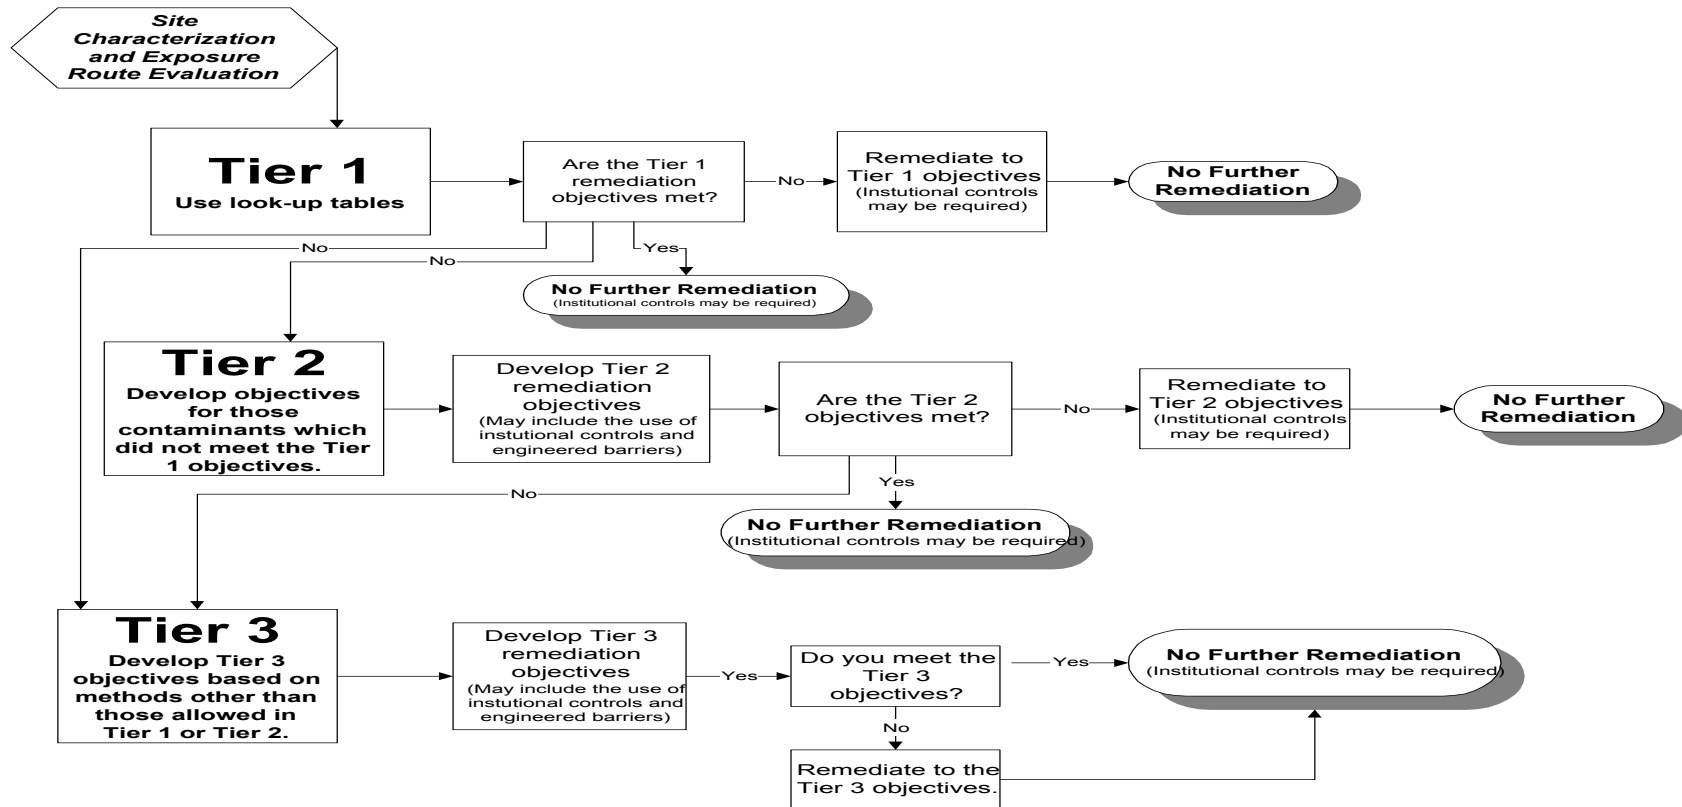 Site
Characterization
and Exposure
Route Evaluation
Tier 1
Use look-up tables
Are the Tier 1
remediation
objectives met?
No
Remediate to
Tier 1 objectives
(Instutional controls
may be required)
No Further
Remediation
No
No
Yes
No Further Remediation
(Institutional controls may be required)
Tier 2
Develop objectives
for those
contaminants which
did not meet the Tier
1 objectives.
Develop Tier 2
remediation
objectives
(May include the use of
instutional controls and
engineered barriers)
Are the Tier 2
objectives met?
No
Remediate to
Tier 2 objectives
(Institutional controls
may be required)
No Further
Remediation
No
Yes
No Further Remediation
(Institutional controls may be required)
Tier 3
Develop Tier 3
objectives based on
methods other than
those allowed in
Tier 1 or Tier 2.
Develop Tier 3
remediation
objectives
(May include the use of
instutional controls and
engineered barriers)
Yes
Do you meet the
Tier 3
objectives?
Yes
No Further Remediation
(Institutional controls may be required)
No
Remediate to the
Tier 3 objectives.